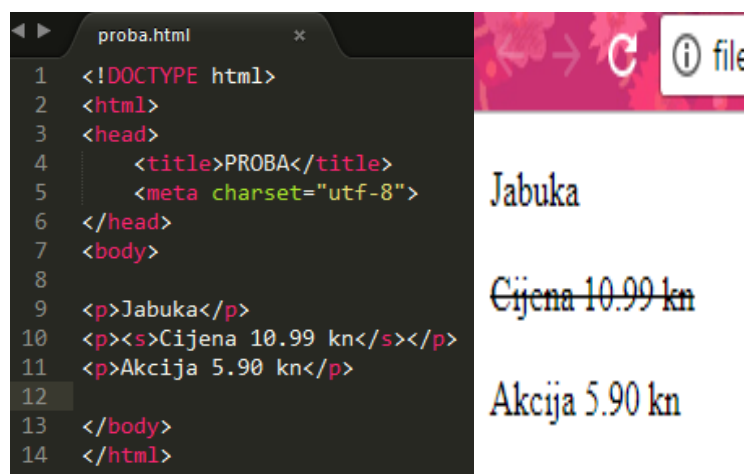 proba.html ×
1 <!DOCTYPE html>
2 <html>
3 <head>
4 <title>PROBA</title>
5 <meta charset="utf-8">
6 </head>
7 <body>
8
9 <p>Jabuka</p>
10 <p><s>Cijena 10.99 kn</s></p>
11 <p>Akcija 5.90 kn</p>
12
13 </body>
14 </html>
file
Jabuka
Cijena 10.99 kn
Akcija 5.90 kn